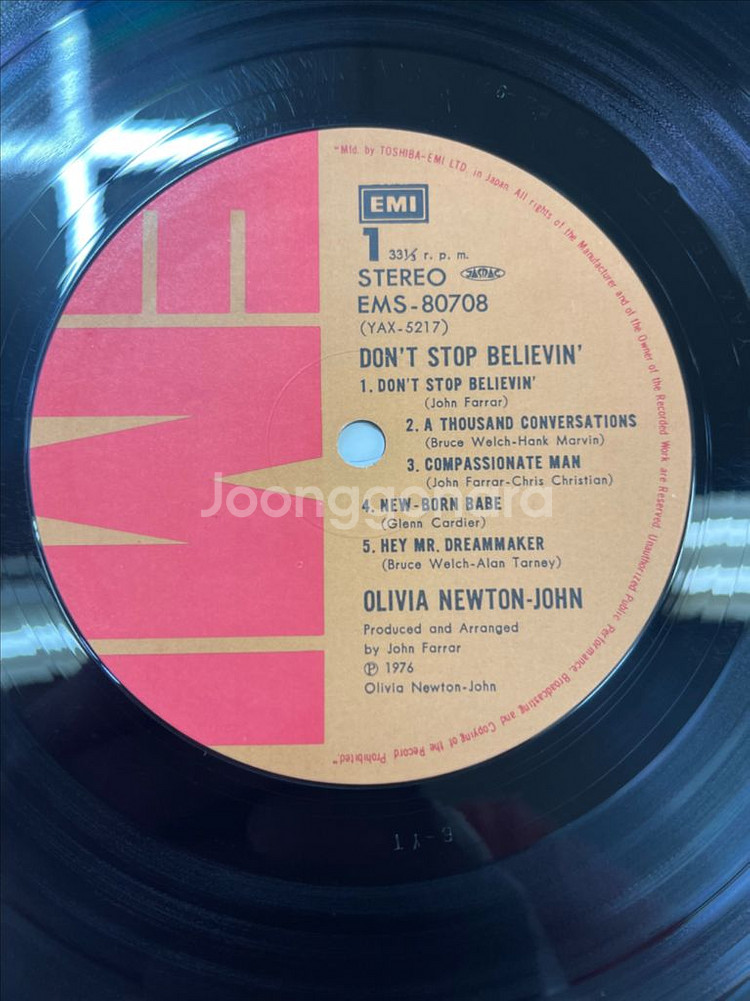 "Mfd. by TOSHIBA-EMI LTD. in Japan. All rights of the Manufacturer and of the Owner of the Recorded Work are Reserved. Unauthorized Public Performance, Broadcasting and Copying of the Record Prohibited."
EMI
EMI
1 33⅓ r. p. m.
STEREO JASRAC
EMS-80708
(YAX-5217)
DON'T STOP BELIEVIN'
1. DON'T STOP BELIEVIN'
(John Farrar)
2. A THOUSAND CONVERSATIONS
(Bruce Welch-Hank Marvin)
3. COMPASSIONATE MAN
(John Farrar-Chris Christian)
Joonggonara
4. NEW-BORN BABE
(Glenn Cardier)
5. HEY MR. DREAMMAKER
(Bruce Welch-Alan Tarney)
OLIVIA NEWTON-JOHN
Produced and Arranged
by John Farrar
℗ 1976
Olivia Newton-John